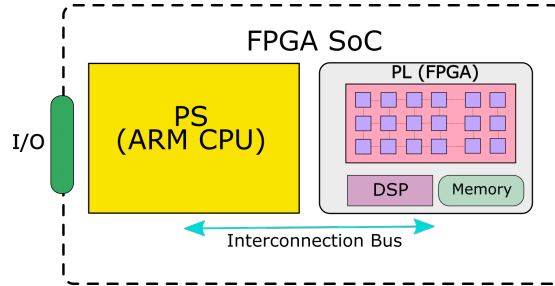 FPGA SoC
PL (FPGA)
PS
(ARM CPU)
I/O
DSP
Memory
Interconnection Bus